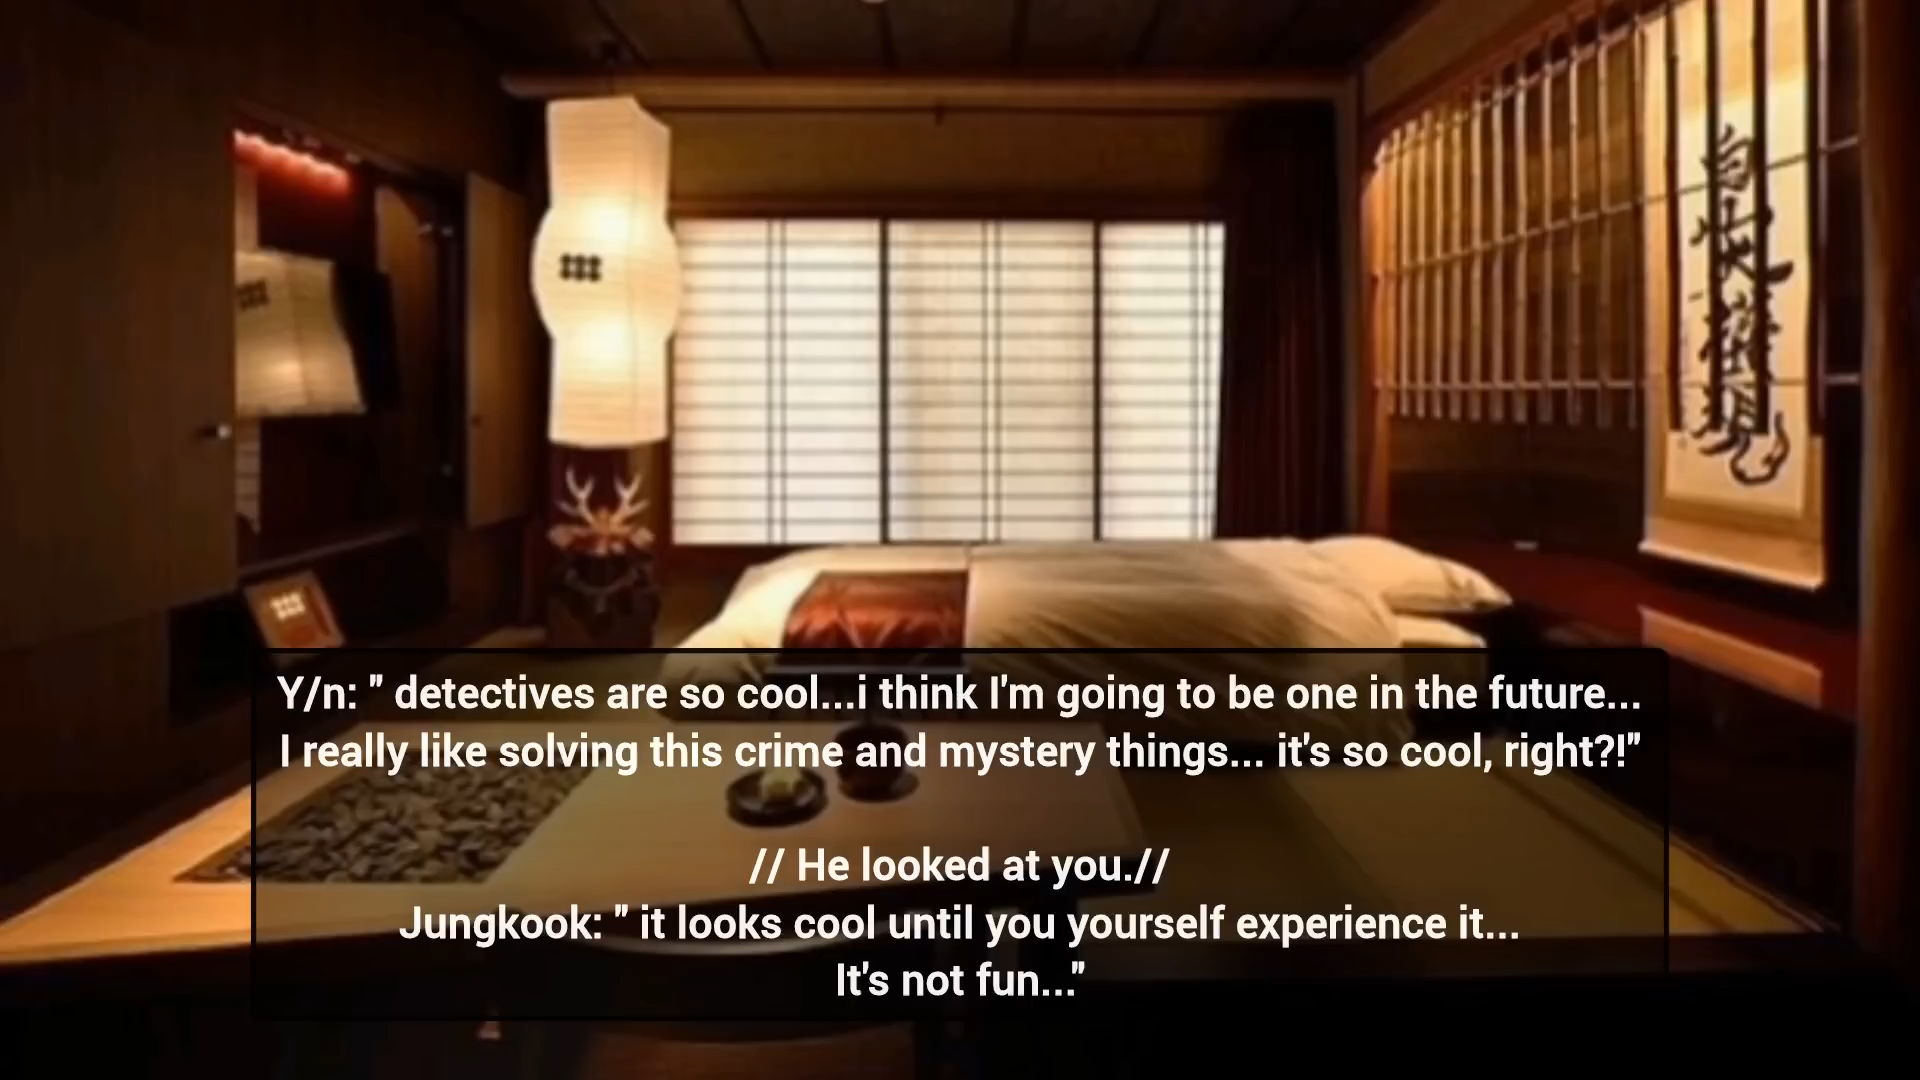 Y/n: " detectives are so cool...i think I'm going to be one in the future...
I really like solving this crime and mystery things... it's so cool, right?!"
// He looked at you.//
Jungkook: " it looks cool until you yourself experience it...
It's not fun..."